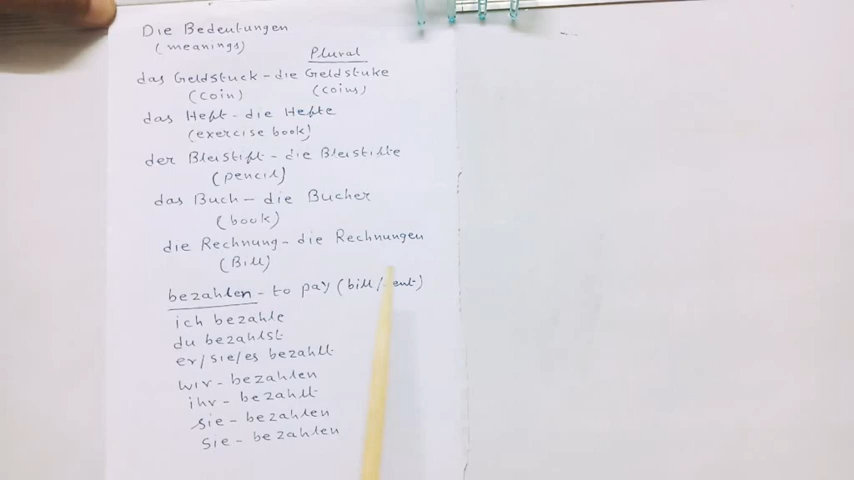 Die Bedeutungen
(meanings)
Plural
das Geldstuck - die Geldstuke
(coin) (coins)
das Heft - die Hefte
(exercise book)
der Bleistift - die Bleistifte
(pencil)
das Buch - die Bucher
(book)
die Rechnung - die Rechnungen
(Bill)
bezahlen - to pay (bill/ent)
ich bezahle
du bezahlst
er/sie/es bezahlt
wir - bezahlen
ihr - bezahlt
sie - bezahlen
Sie - bezahlen